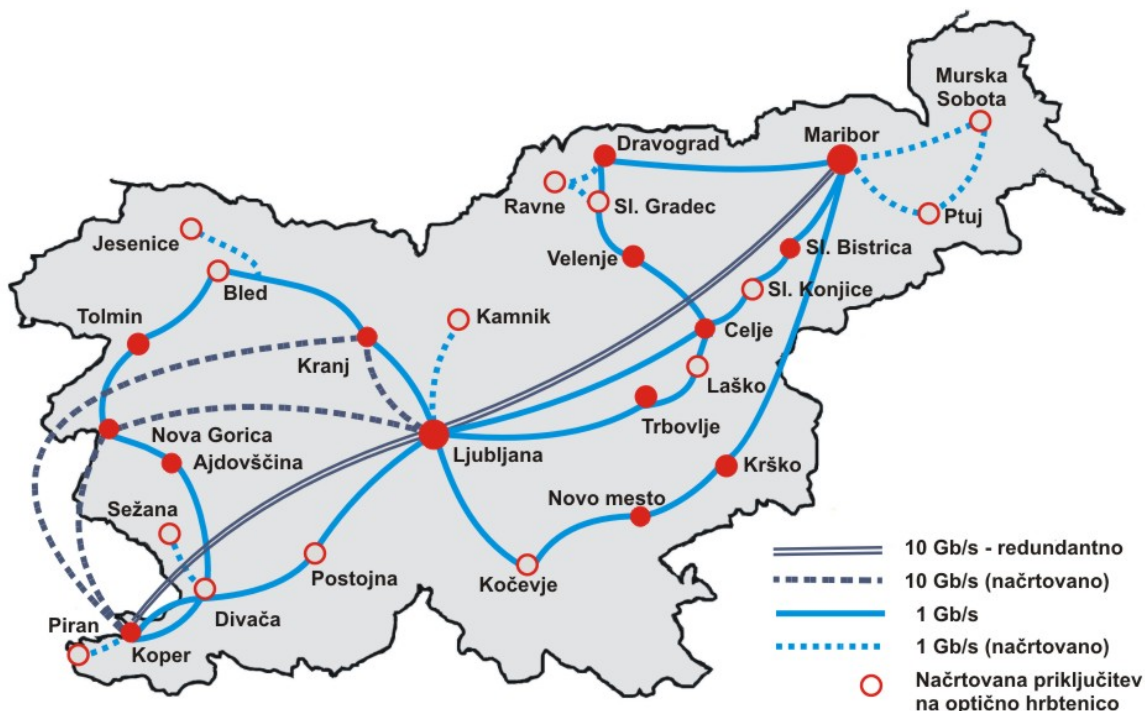 Murska
Sobota
Maribor
Dravograd
Ravne
Sl. Gradec
Ptuj
Jesenice
Velenje
Sl. Bistrica
Bled
Sl. Konjice
Tolmin
Kamnik
Celje
Kranj
Laško
Trbovlje
Nova Gorica
Ljubljana
Ajdovščina
Krško
Sežana
Novo mesto
Postojna
Kočevje
Divača
Piran
Koper
10 Gb/s - redundantno
10 Gb/s (načrtovano)
1 Gb/s
1 Gb/s (načrtovano)
Načrtovana priključitev
na optično hrbtenico